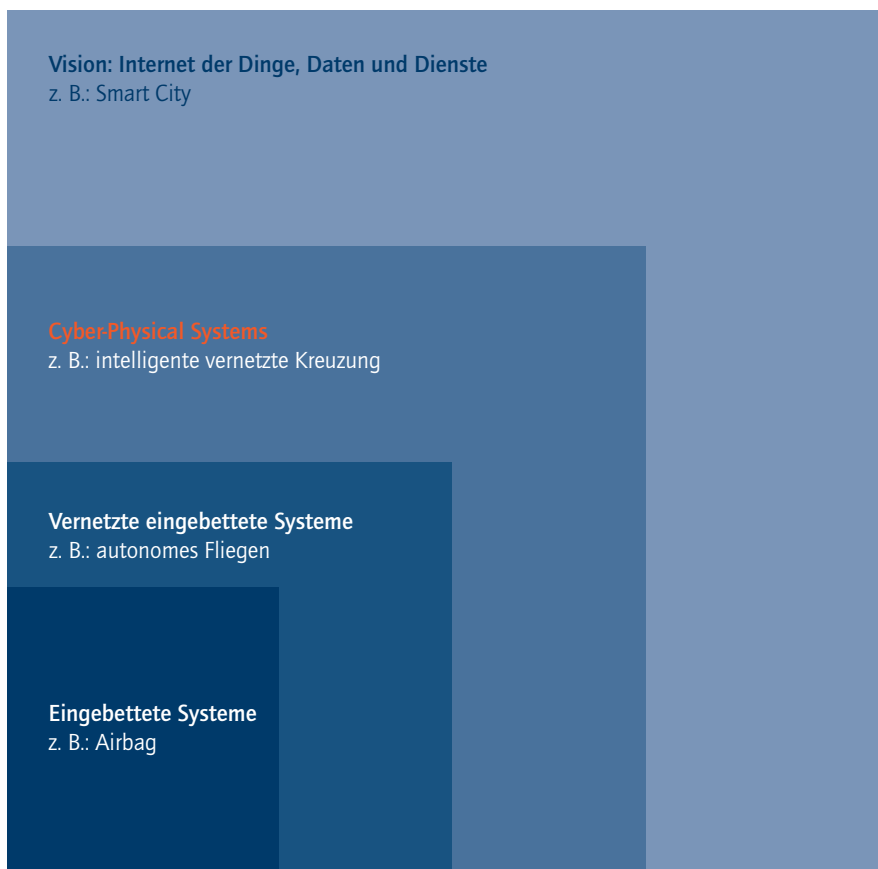 Vision: Internet der Dinge, Daten und Dienste
z. B.: Smart City
Cyber-Physical Systems
z. B.: intelligente vernetzte Kreuzung
Vernetzte eingebettete Systeme
z. B.: autonomes Fliegen
Eingebettete Systeme
z. B.: Airbag